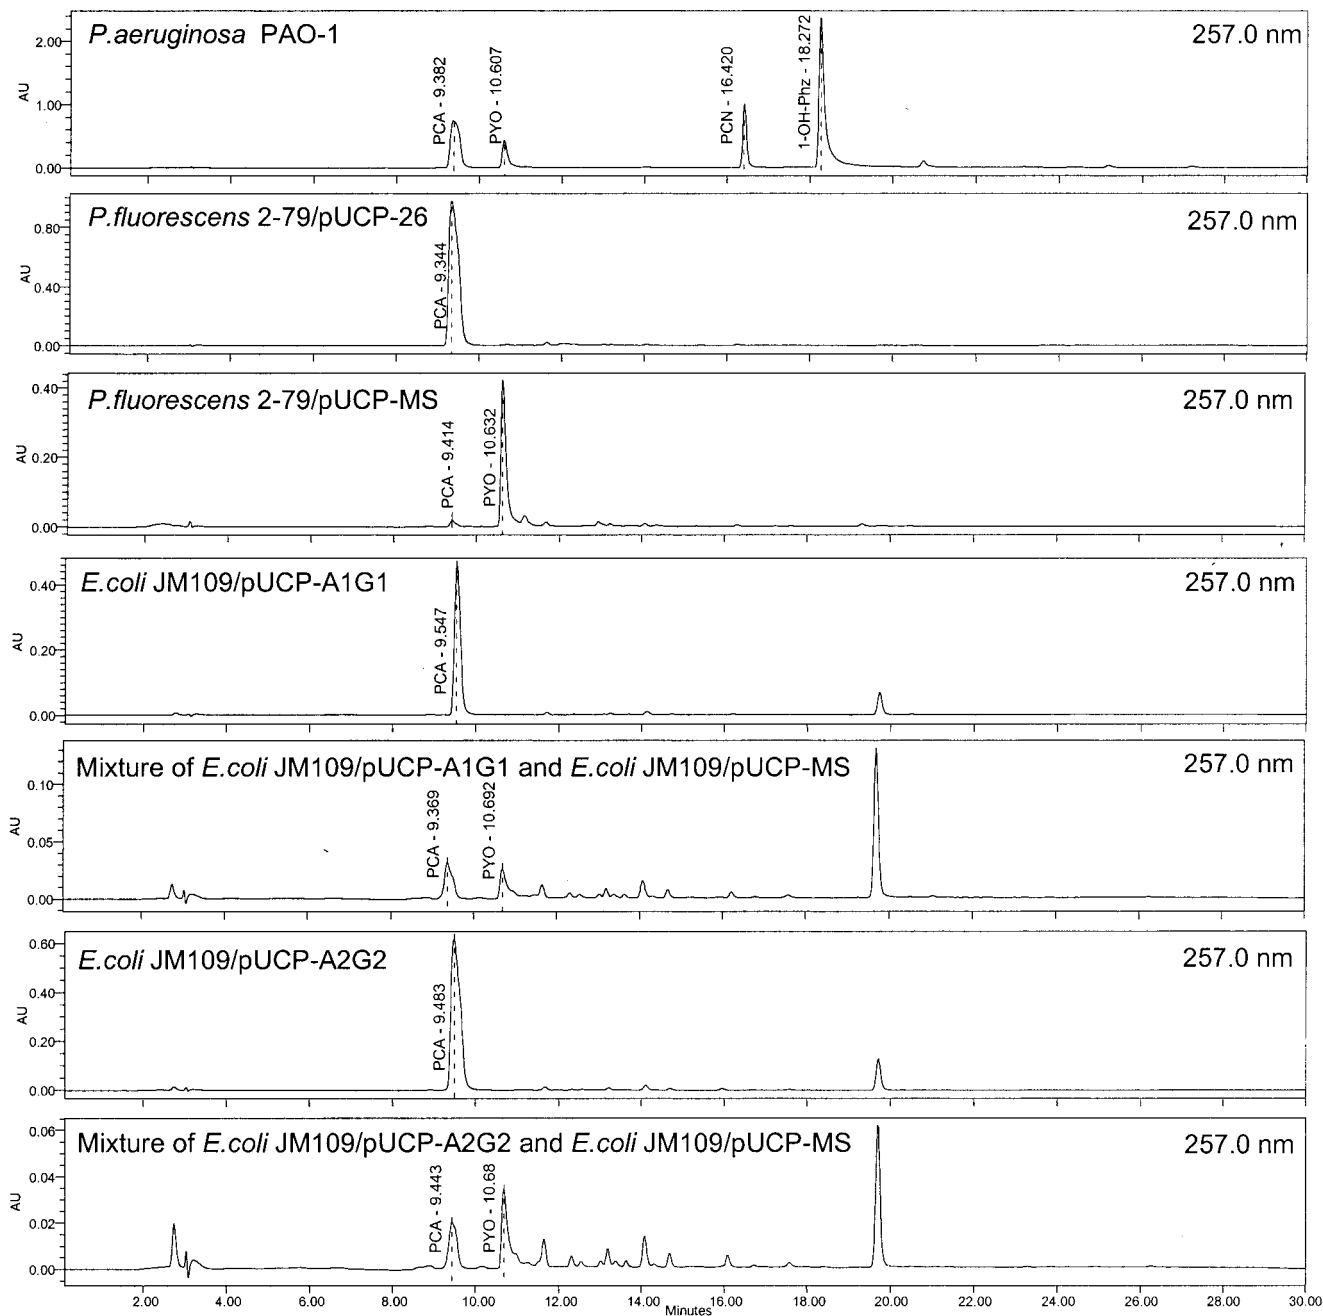 P.aeruginosa PAO-1
257.0 nm
AU
2.00
1.00
0.00
PCA - 9.382
PYO - 10.607
PCN - 16.420
1-OH-Phz - 18.272
P.fluorescens 2-79/pUCP-26
257.0 nm
AU
0.80
0.40
0.00
PCA - 9.344
P.fluorescens 2-79/pUCP-MS
257.0 nm
AU
0.40
0.20
0.00
PCA - 9.414
PYO - 10.632
E.coli JM109/pUCP-A1G1
257.0 nm
AU
0.40
0.20
0.00
PCA - 9.547
Mixture of E.coli JM109/pUCP-A1G1 and E.coli JM109/pUCP-MS
257.0 nm
AU
0.10
0.05
0.00
PCA - 9.369
PYO - 10.692
E.coli JM109/pUCP-A2G2
257.0 nm
AU
0.60
0.40
0.20
0.00
PCA - 9.483
Mixture of E.coli JM109/pUCP-A2G2 and E.coli JM109/pUCP-MS
257.0 nm
AU
0.06
0.04
0.02
0.00
PCA - 9.443
PYO - 10.68
2.00 4.00 6.00 8.00 10.00 12.00 14.00 16.00 18.00 20.00 22.00 24.00 26.00 28.00 30.00
Minutes